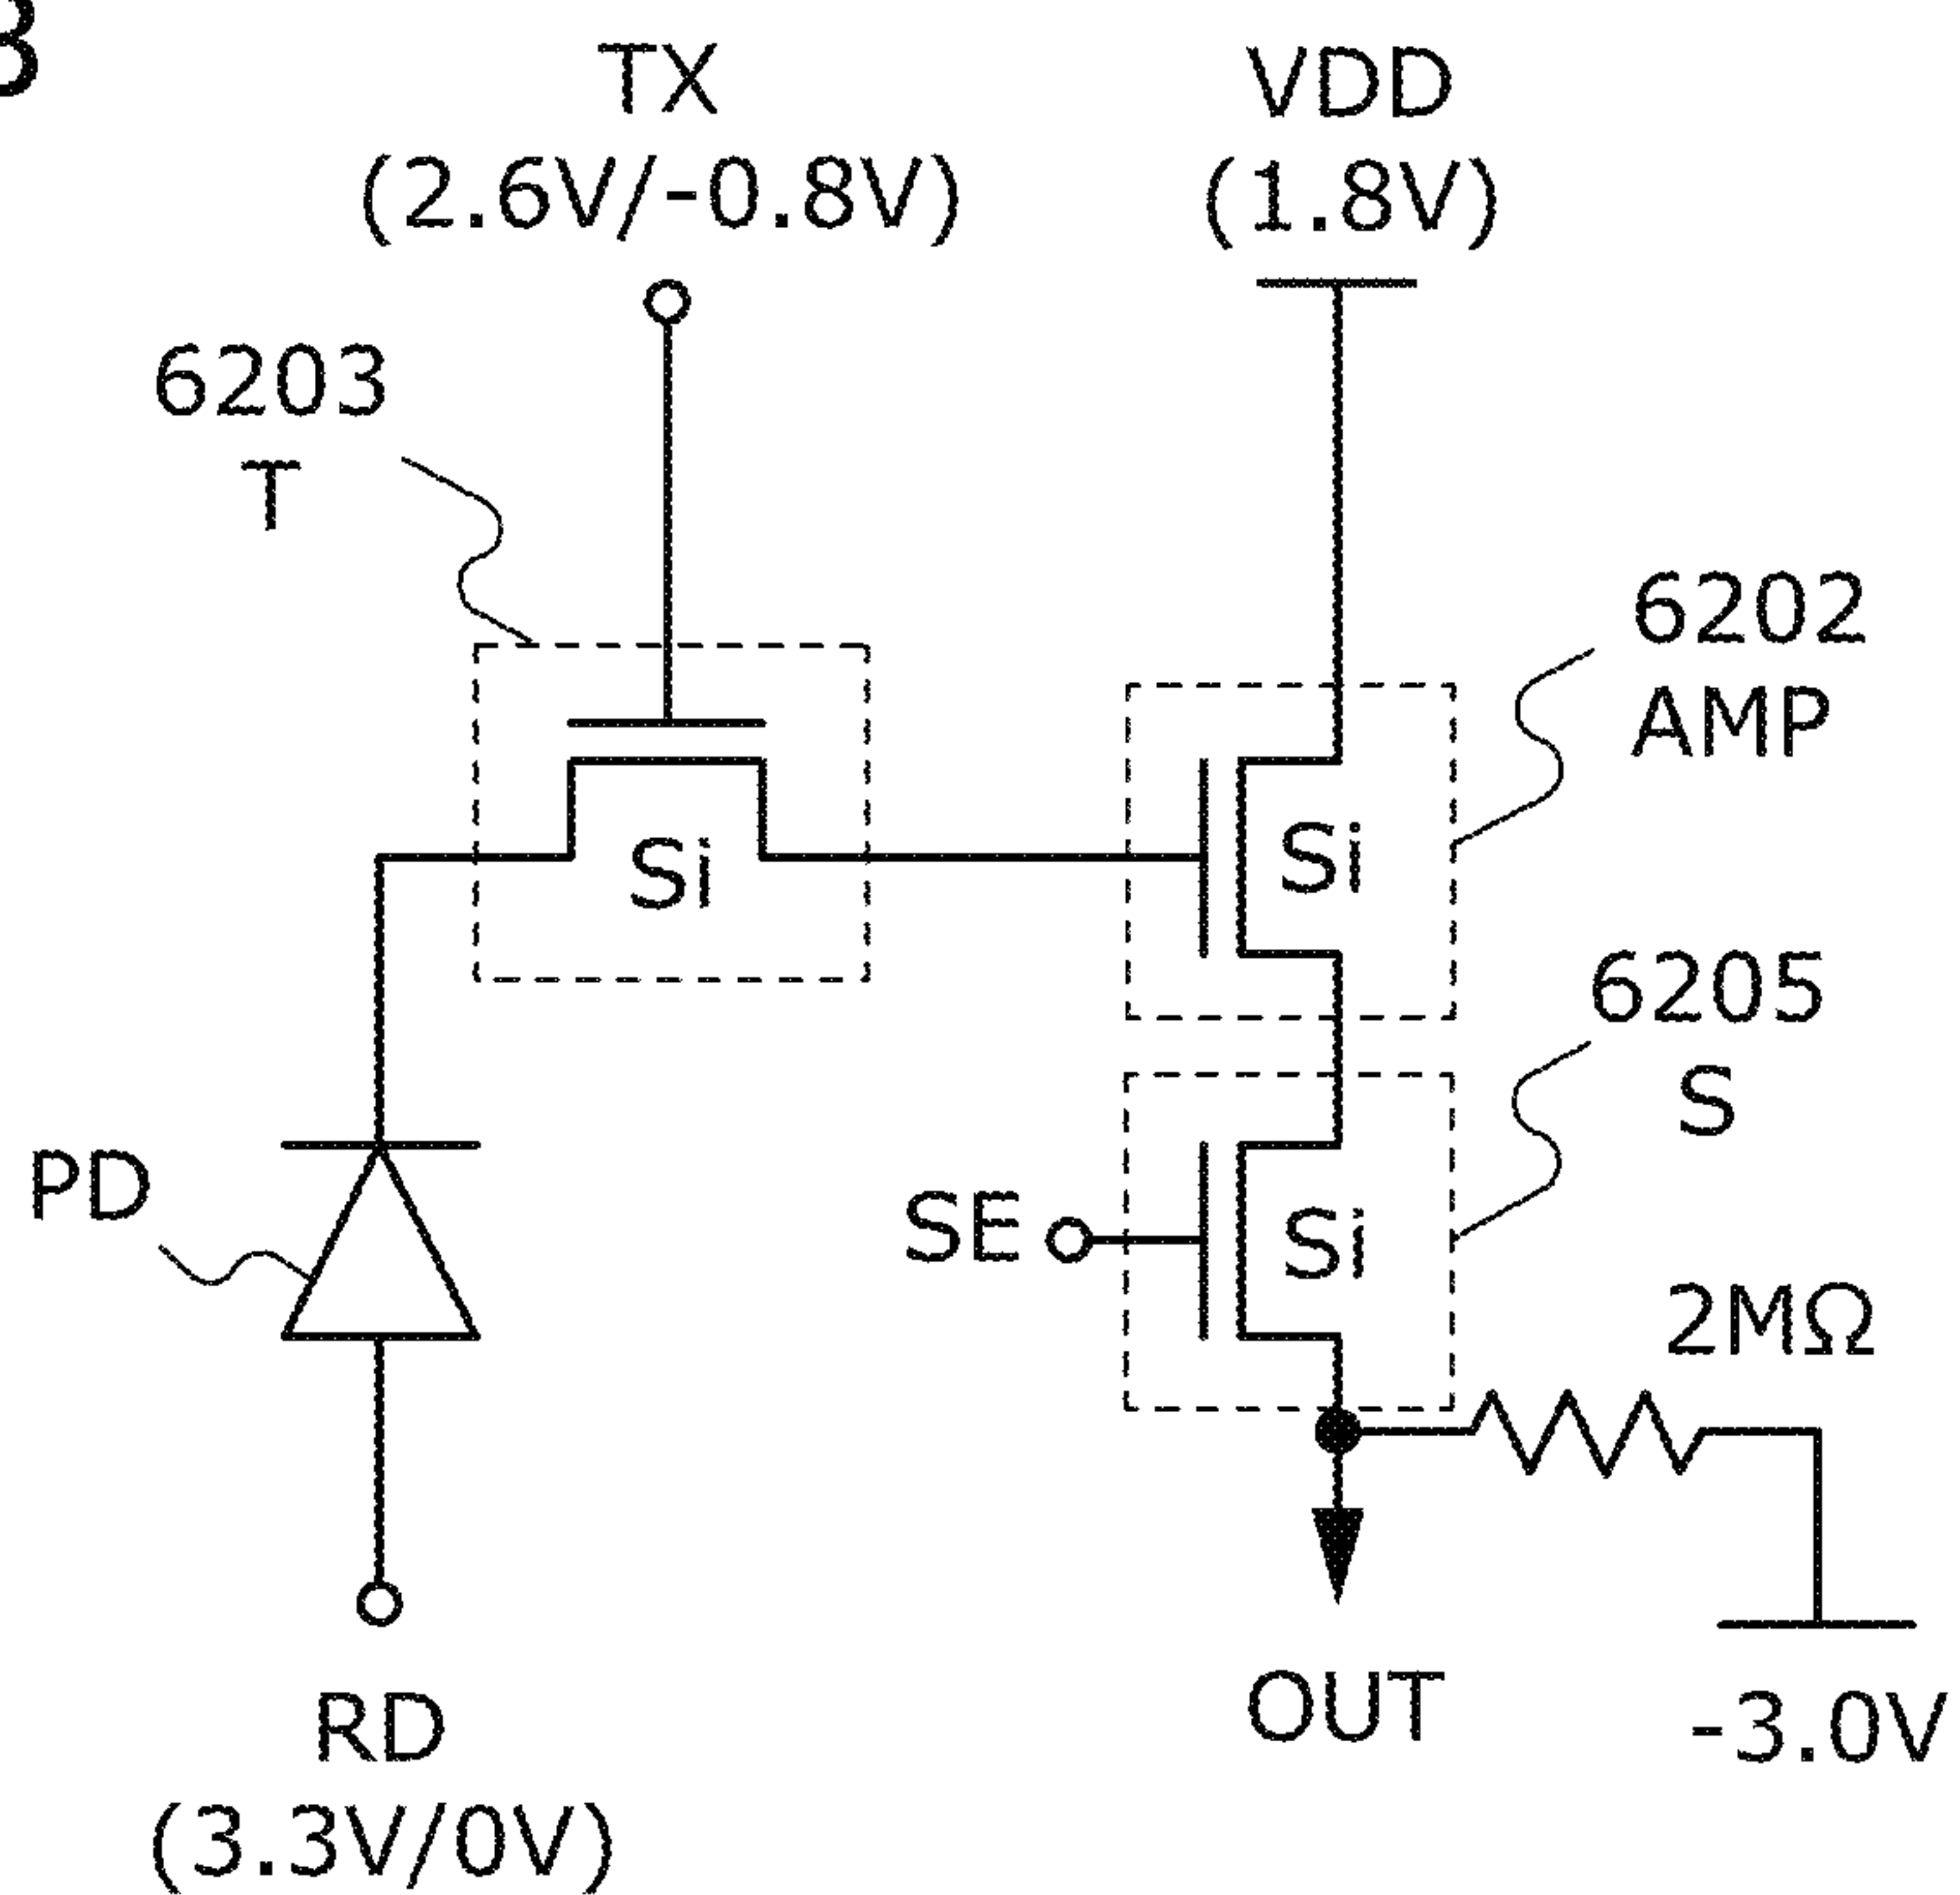 3
TX
(2.6V/-0.8V)
VDD
(1.8V)
6203
T
6202
AMP
Si
Si
6205
S
PD
SE
Si
2MΩ
OUT
-3.0V
RD
(3.3V/0V)